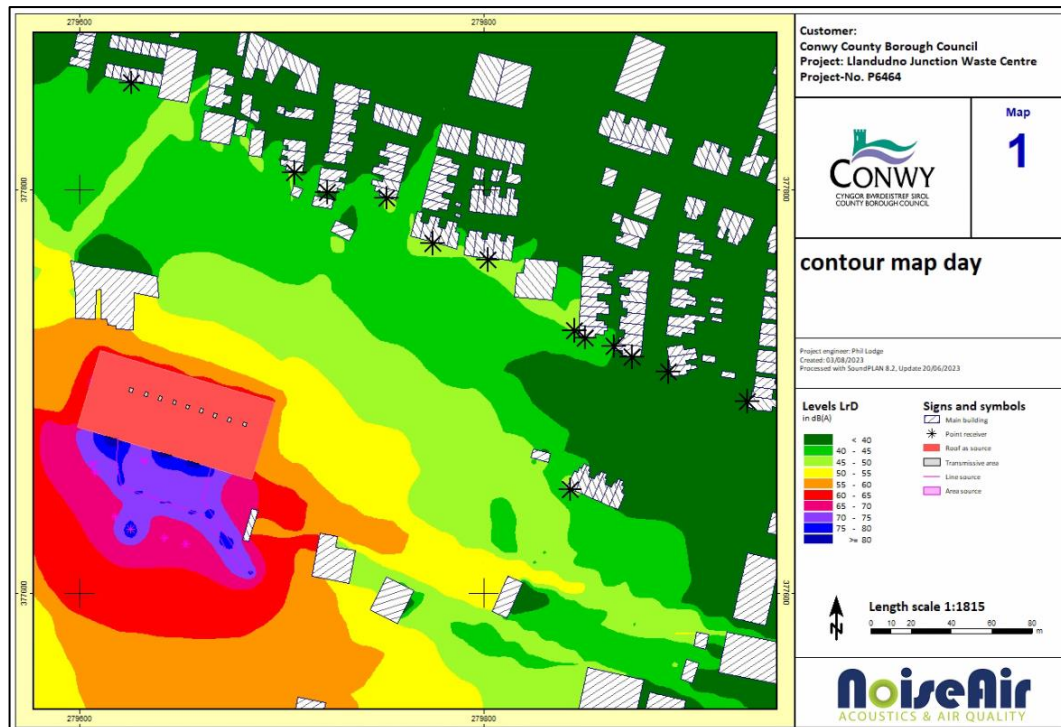 279600
279800
377800
377800
377600
377600
279600
279800
Customer:
Conwy County Borough Council
Project: Llandudno Junction Waste Centre
Project-No. P6464
CONWY
CYNGOR BWRDEISTREF SIROL
COUNTY BOROUGH COUNCIL
Map
1
contour map day
Project engineer: Phil Lodge
Created: 03/08/2023
Processed with SoundPLAN 8.2, Update 20/06/2023
Levels LrD
in dB(A)
< 40
40 - 45
45 - 50
50 - 55
55 - 60
60 - 65
65 - 70
70 - 75
75 - 80
>= 80
Signs and symbols
Main building
Point receiver
Roof as source
Transmissive area
Line source
Area source
N
Length scale 1:1815
0 10 20 40 60 80
m
NoiseAir
ACOUSTICS & AIR QUALITY